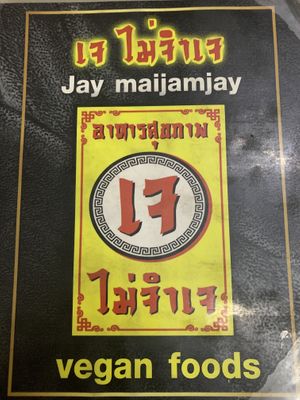 เจ ไม่จำเจ
Jay maijamjay
อาหารสุขภาพ
เจ
ไม่จำเจ
vegan foods